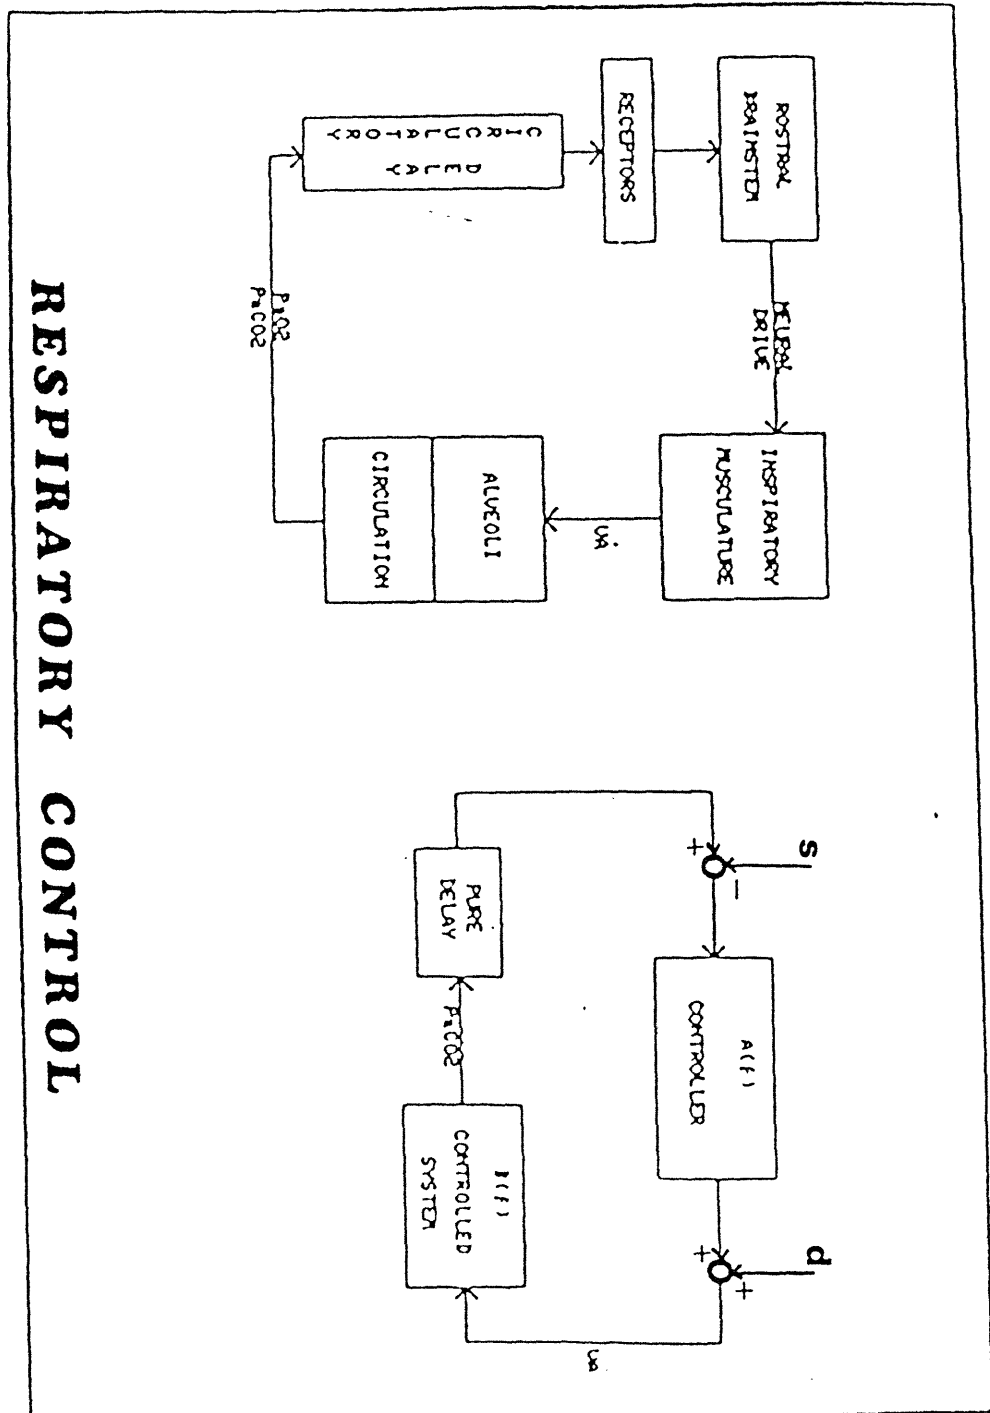 ROSTRAL
BRAINSTEM
NEURAL
DRIVE
INSPIRATORY
MUSCULATURE
RECEPTORS
V̇A
CIRCULATORY
DELAY
ALVEOLI
CIRCULATION
PaO2
PaCO2
S
−
+
A(f)
CONTROLLER
d
+
+
PURE
DELAY
PaCO2
B(f)
CONTROLLED
SYSTEM
V̇A
RESPIRATORY CONTROL